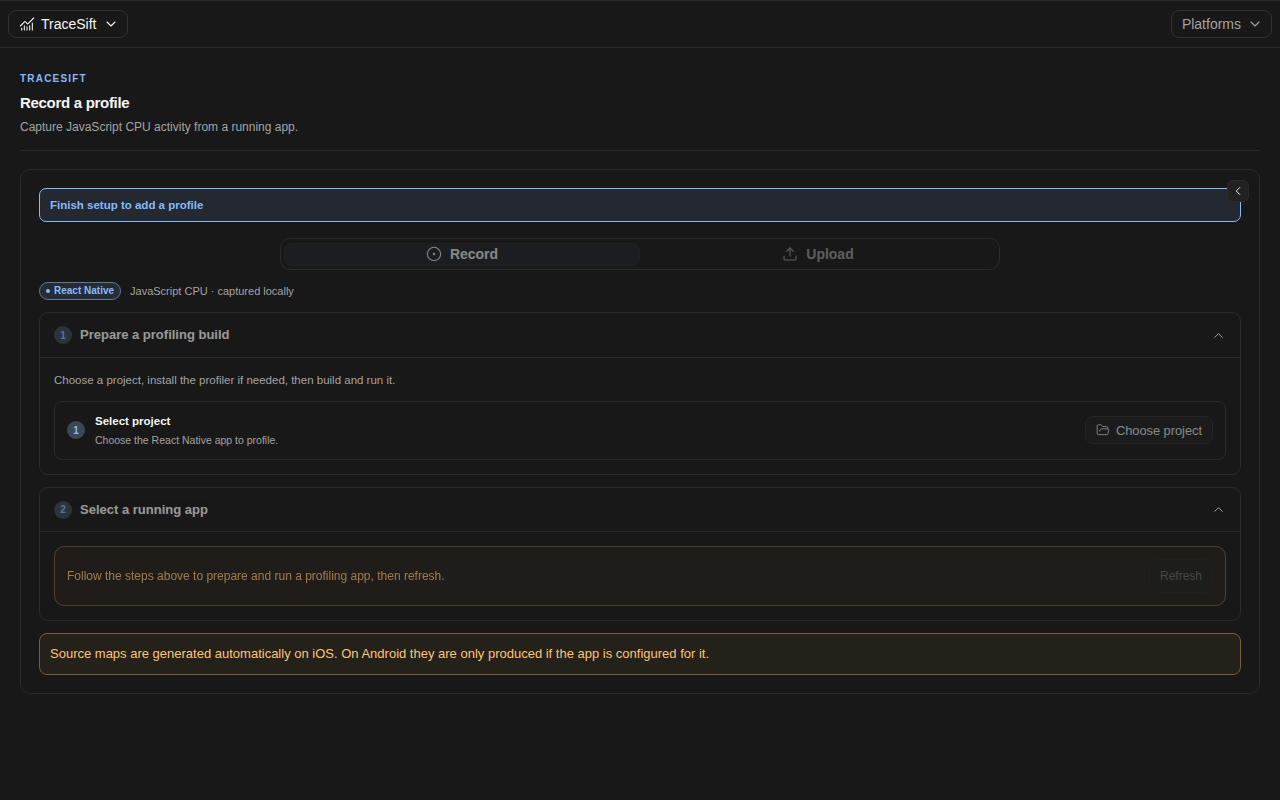 TraceSift
Platforms
TRACESIFT
Record a profile
Capture JavaScript CPU activity from a running app.
Finish setup to add a profile
Record
Upload
React Native
JavaScript CPU · captured locally
1 Prepare a profiling build
Choose a project, install the profiler if needed, then build and run it.
1
Select project
Choose the React Native app to profile.
Choose project
2 Select a running app
Follow the steps above to prepare and run a profiling app, then refresh.
Refresh
Source maps are generated automatically on iOS. On Android they are only produced if the app is configured for it.